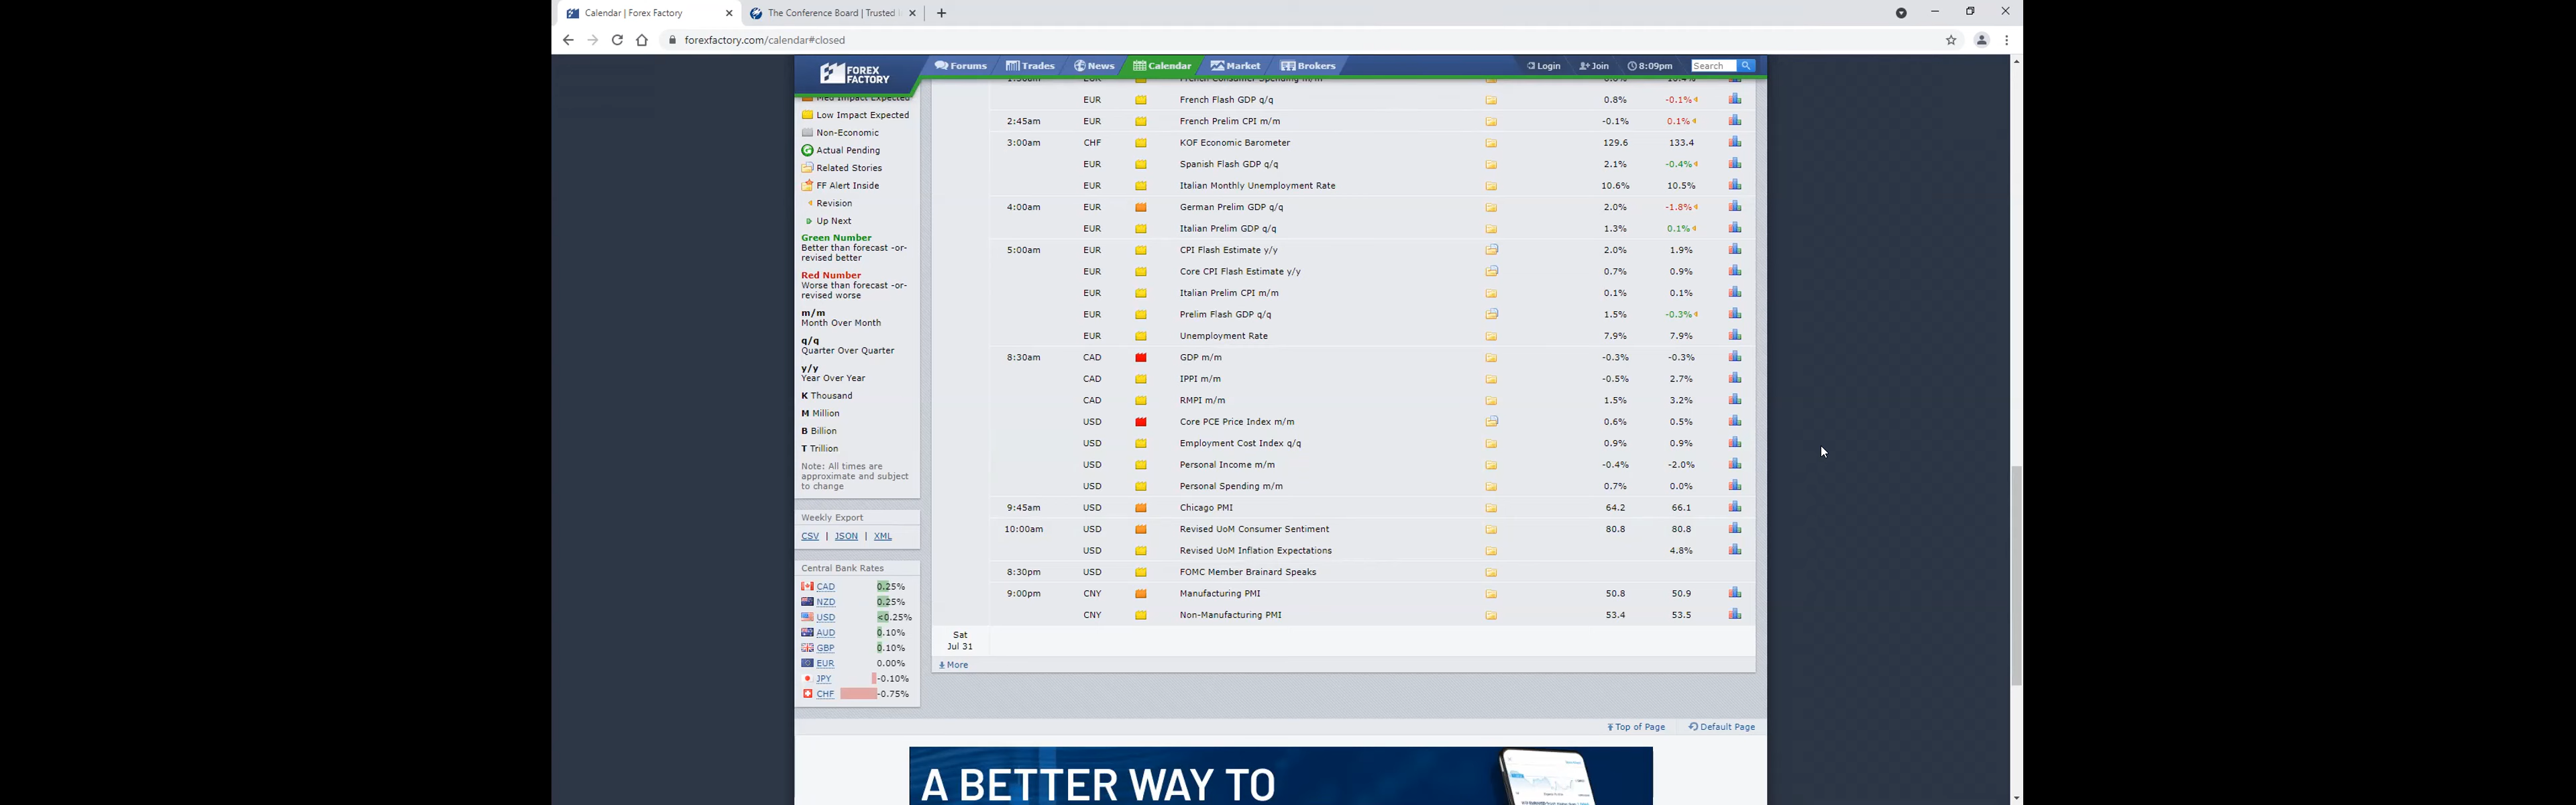 Calendar | Forex Factory
The Conference Board | Trusted
forexfactory.com/calendar#closed
FOREX FACTORY
Forums Trades News Calendar Market Brokers Login Join 8:09pm Search
Med Impact Expected
Low Impact Expected
Non-Economic
Actual Pending
Related Stories
FF Alert Inside
Revision
Up Next
Green Number
Better than forecast -or-
revised better
Red Number
Worse than forecast -or-
revised worse
m/m
Month Over Month
q/q
Quarter Over Quarter
y/y
Year Over Year
K Thousand
M Million
B Billion
T Trillion
Note: All times are
approximate and subject
to change
Weekly Export
CSV | JSON | XML
Central Bank Rates
CAD 0.25%
NZD 0.25%
USD <0.25%
AUD 0.10%
GBP 0.10%
EUR 0.00%
JPY -0.10%
CHF -0.75%
French Consumer Spending m/m
EUR French Flash GDP q/q 0.8% -0.1%
2:45am EUR French Prelim CPI m/m -0.1% 0.1%
3:00am CHF KOF Economic Barometer 129.6 133.4
EUR Spanish Flash GDP q/q 2.1% -0.4%
EUR Italian Monthly Unemployment Rate 10.6% 10.5%
4:00am EUR German Prelim GDP q/q 2.0% -1.8%
EUR Italian Prelim GDP q/q 1.3% 0.1%
5:00am EUR CPI Flash Estimate y/y 2.0% 1.9%
EUR Core CPI Flash Estimate y/y 0.7% 0.9%
EUR Italian Prelim CPI m/m 0.1% 0.1%
EUR Prelim Flash GDP q/q 1.5% -0.3%
EUR Unemployment Rate 7.9% 7.9%
8:30am CAD GDP m/m -0.3% -0.3%
CAD IPPI m/m -0.5% 2.7%
CAD RMPI m/m 1.5% 3.2%
USD Core PCE Price Index m/m 0.6% 0.5%
USD Employment Cost Index q/q 0.9% 0.9%
USD Personal Income m/m -0.4% -2.0%
USD Personal Spending m/m 0.7% 0.0%
9:45am USD Chicago PMI 64.2 66.1
10:00am USD Revised UoM Consumer Sentiment 80.8 80.8
USD Revised UoM Inflation Expectations 4.8%
8:30pm USD FOMC Member Brainard Speaks
9:00pm CNY Manufacturing PMI 50.8 50.9
CNY Non-Manufacturing PMI 53.4 53.5
Sat
Jul 31
More
Top of Page Default Page
A BETTER WAY TO